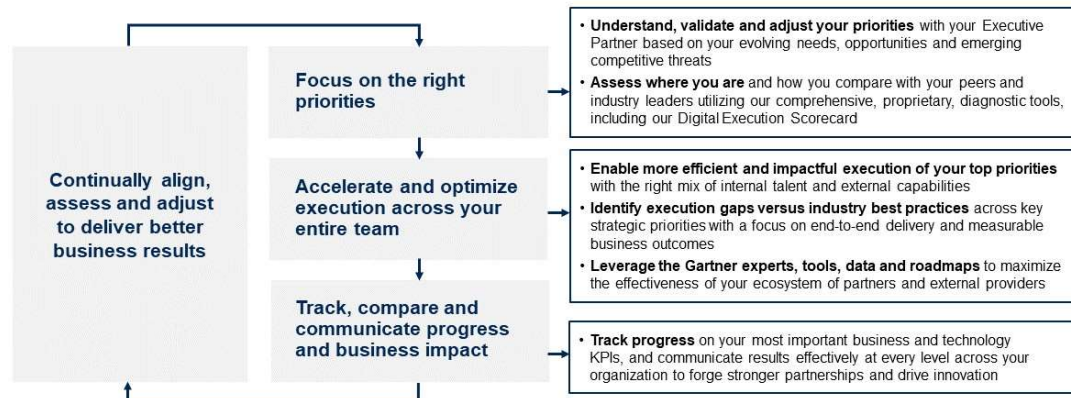 Continually align,
assess and adjust
to deliver better
business results
Focus on the right
priorities
• Understand, validate and adjust your priorities with your Executive
Partner based on your evolving needs, opportunities and emerging
competitive threats
• Assess where you are and how you compare with your peers and
industry leaders utilizing our comprehensive, proprietary, diagnostic tools,
including our Digital Execution Scorecard
Accelerate and optimize
execution across your
entire team
• Enable more efficient and impactful execution of your top priorities
with the right mix of internal talent and external capabilities
• Identify execution gaps versus industry best practices across key
strategic priorities with a focus on end-to-end delivery and measurable
business outcomes
• Leverage the Gartner experts, tools, data and roadmaps to maximize
the effectiveness of your ecosystem of partners and external providers
Track, compare and
communicate progress
and business impact
• Track progress on your most important business and technology
KPIs, and communicate results effectively at every level across your
organization to forge stronger partnerships and drive innovation